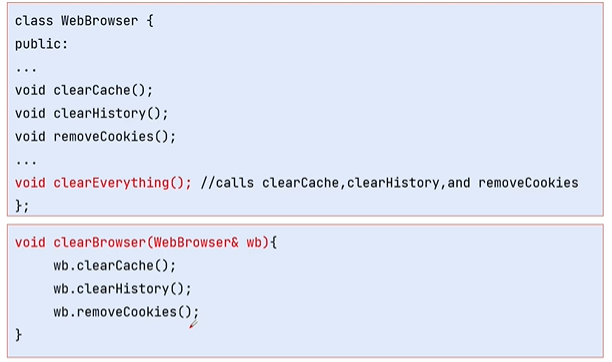 class WebBrowser {
public:
...
void clearCache();
void clearHistory();
void removeCookies();
...
void clearEverything(); //calls clearCache,clearHistory,and removeCookies
};
void clearBrowser(WebBrowser& wb){
wb.clearCache();
wb.clearHistory();
wb.removeCookies();
}